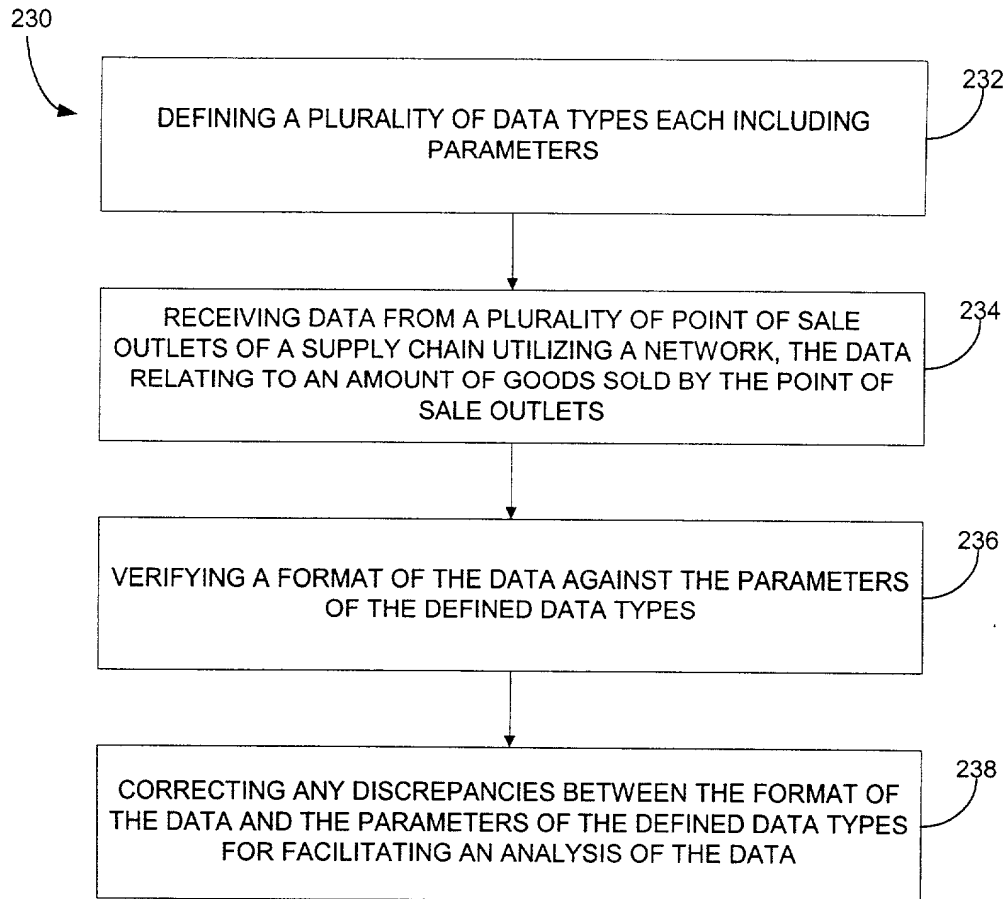 230
232
DEFINING A PLURALITY OF DATA TYPES EACH INCLUDING
PARAMETERS
234
RECEIVING DATA FROM A PLURALITY OF POINT OF SALE
OUTLETS OF A SUPPLY CHAIN UTILIZING A NETWORK, THE DATA
RELATING TO AN AMOUNT OF GOODS SOLD BY THE POINT OF
SALE OUTLETS
236
VERIFYING A FORMAT OF THE DATA AGAINST THE PARAMETERS
OF THE DEFINED DATA TYPES
238
CORRECTING ANY DISCREPANCIES BETWEEN THE FORMAT OF
THE DATA AND THE PARAMETERS OF THE DEFINED DATA TYPES
FOR FACILITATING AN ANALYSIS OF THE DATA